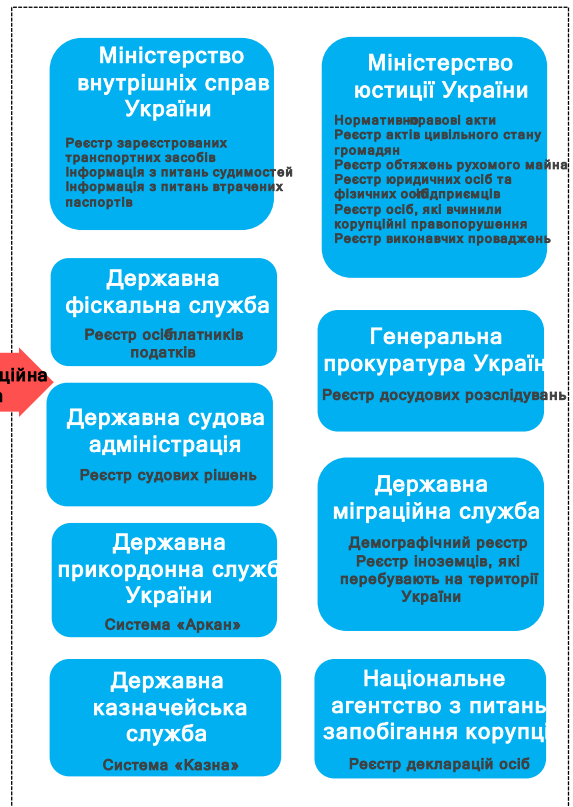 Міністерство
внутрішніх справ
України
Реєстр зареєстрованих
транспортних засобів
Інформація з питань судимостей
Інформація з питань втрачених
паспортів
Міністерство
юстиції України
Нормативно-правові акти
Реєстр актів цивільного стану
громадян
Реєстр обтяжень рухомого майна
Реєстр юридичних осіб та
фізичних осіб-підприємців
Реєстр осіб, які вчинили
корупційні правопорушення
Реєстр виконавчих проваджень
Державна
фіскальна служба
Реєстр осіб-платників
податків
Генеральна
прокуратура Україн
Реєстр досудових розслідувань
ційна
Державна судова
адміністрація
Реєстр судових рішень
Державна
міграційна служба
Демографічний реєстр
Реєстр іноземців, які
перебувають на території
України
Державна
прикордонна служб
України
Система «Аркан»
Державна
казначейська
служба
Система «Казна»
Національне
агентство з питань
запобігання корупці
Реєстр декларацій осіб